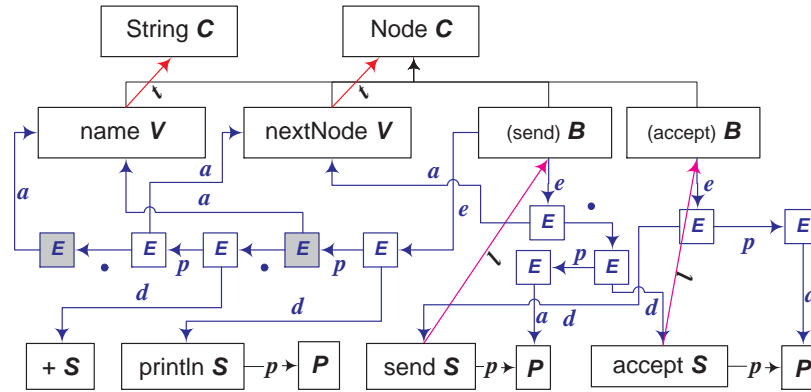 String C
Node C
t
t
name V
nextNode V
(send) B
(accept) B
a
a
a
a
e
e
e
E
E
E
E
E
E
E
E
E
E
E
p
p
p
p
d
d
l
a
d
d
l
a
+ S
println S
p
P
send S
p
P
accept S
p
P